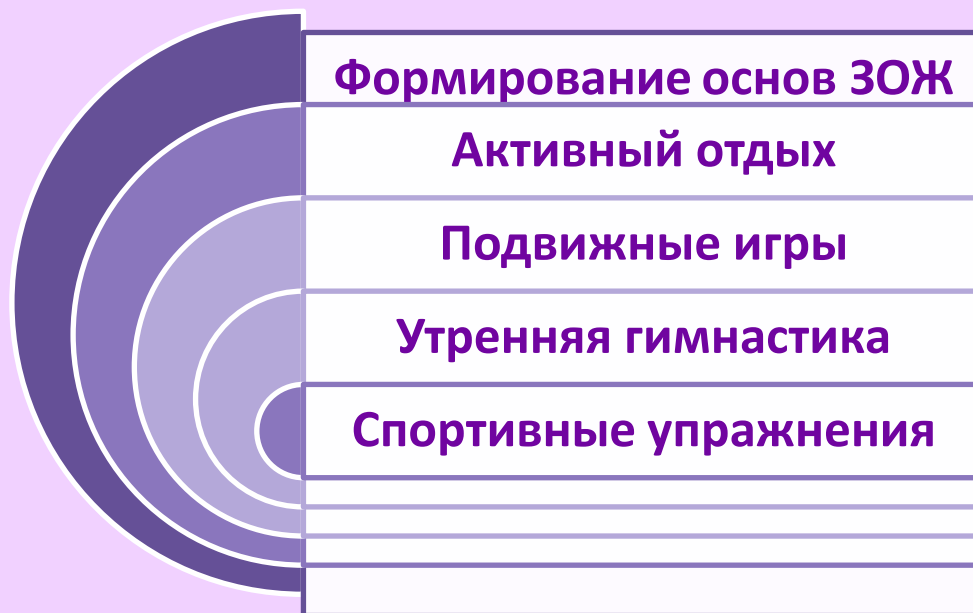 Формирование основ ЗОЖ
Активный отдых
Подвижные игры
Утренняя гимнастика
Спортивные упражнения